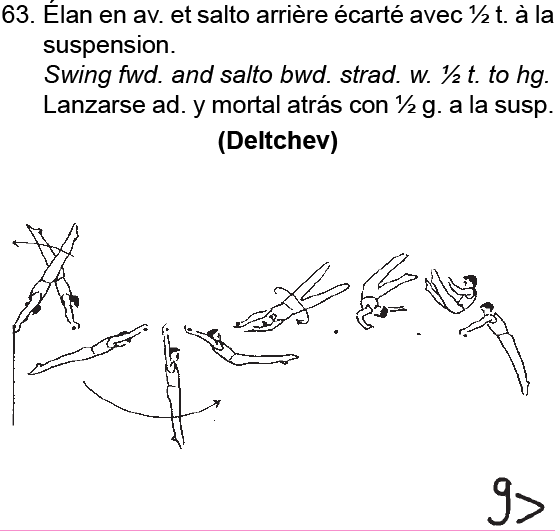 63. Élan en av. et salto arrière écarté avec ½ t. à la
suspension.
Swing fwd. and salto bwd. strad. w. ½ t. to hg.
Lanzarse ad. y mortal atrás con ½ g. a la susp.
(Deltchev)